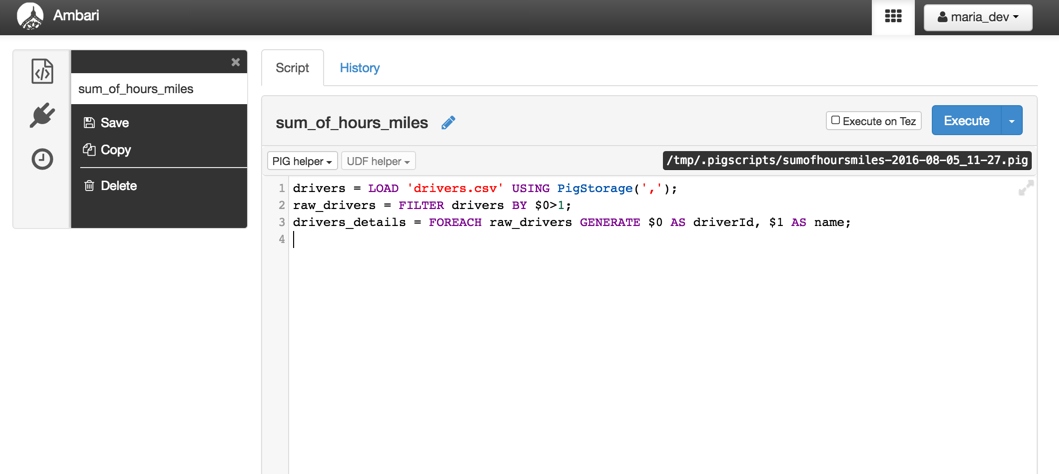 Ambari
maria_dev
sum_of_hours_miles
Save
Copy
Delete
Script History
sum_of_hours_miles
Execute on Tez
Execute
PIG helper UDF helper
/tmp/.pigscripts/sumofhoursmiles-2016-08-05_11-27.pig
1 drivers = LOAD 'drivers.csv' USING PigStorage(',');
2 raw_drivers = FILTER drivers BY $0>1;
3 drivers_details = FOREACH raw_drivers GENERATE $0 AS driverId, $1 AS name;
4